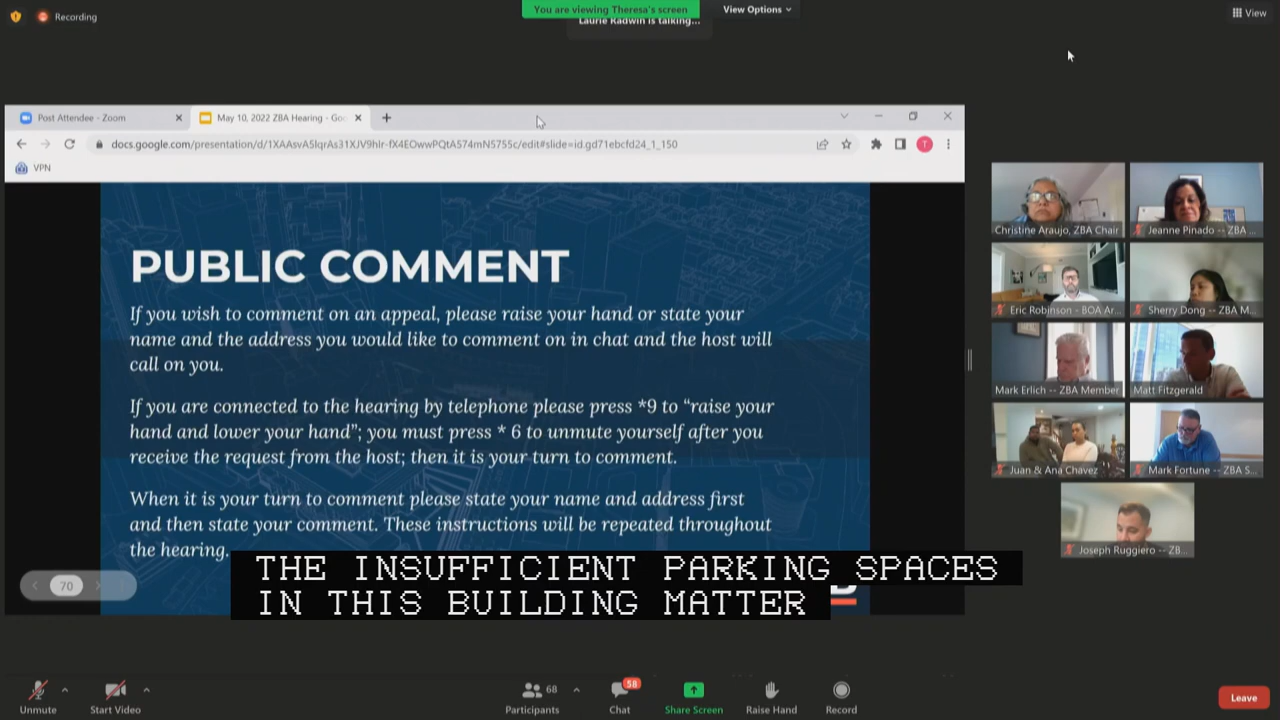 Recording
You are viewing Theresa's screen
View Options
View
Laurie Radwin is talking...
Post Attendee - Zoom
May 10, 2022 ZBA Hearing - Goo
docs.google.com/presentation/d/1XAAsvA5lqrAs31XJV9hlr-fX4EOwwPQtA574mN5755c/edit#slide=id.gd71ebcfd24_1_150
T
VPN
PUBLIC COMMENT
If you wish to comment on an appeal, please raise your hand or state your
name and the address you would like to comment on in chat and the host will
call on you.
If you are connected to the hearing by telephone please press *9 to “raise your
hand and lower your hand”; you must press * 6 to unmute yourself after you
receive the request from the host; then it is your turn to comment.
When it is your turn to comment please state your name and address first
and then state your comment. These instructions will be repeated throughout
the hearing.
70
THE INSUFFICIENT PARKING SPACES
IN THIS BUILDING MATTER
Christine Araujo, ZBA Chair
Jeanne Pinado -- ZBA ...
Eric Robinson - BOA Ar...
Sherry Dong -- ZBA M...
Mark Erlich -- ZBA Member
Matt Fitzgerald
Juan & Ana Chavez
Mark Fortune -- ZBA S...
Joseph Ruggiero -- ZB...
Unmute
Start Video
68
Participants
58
Chat
Share Screen
Raise Hand
Record
Leave